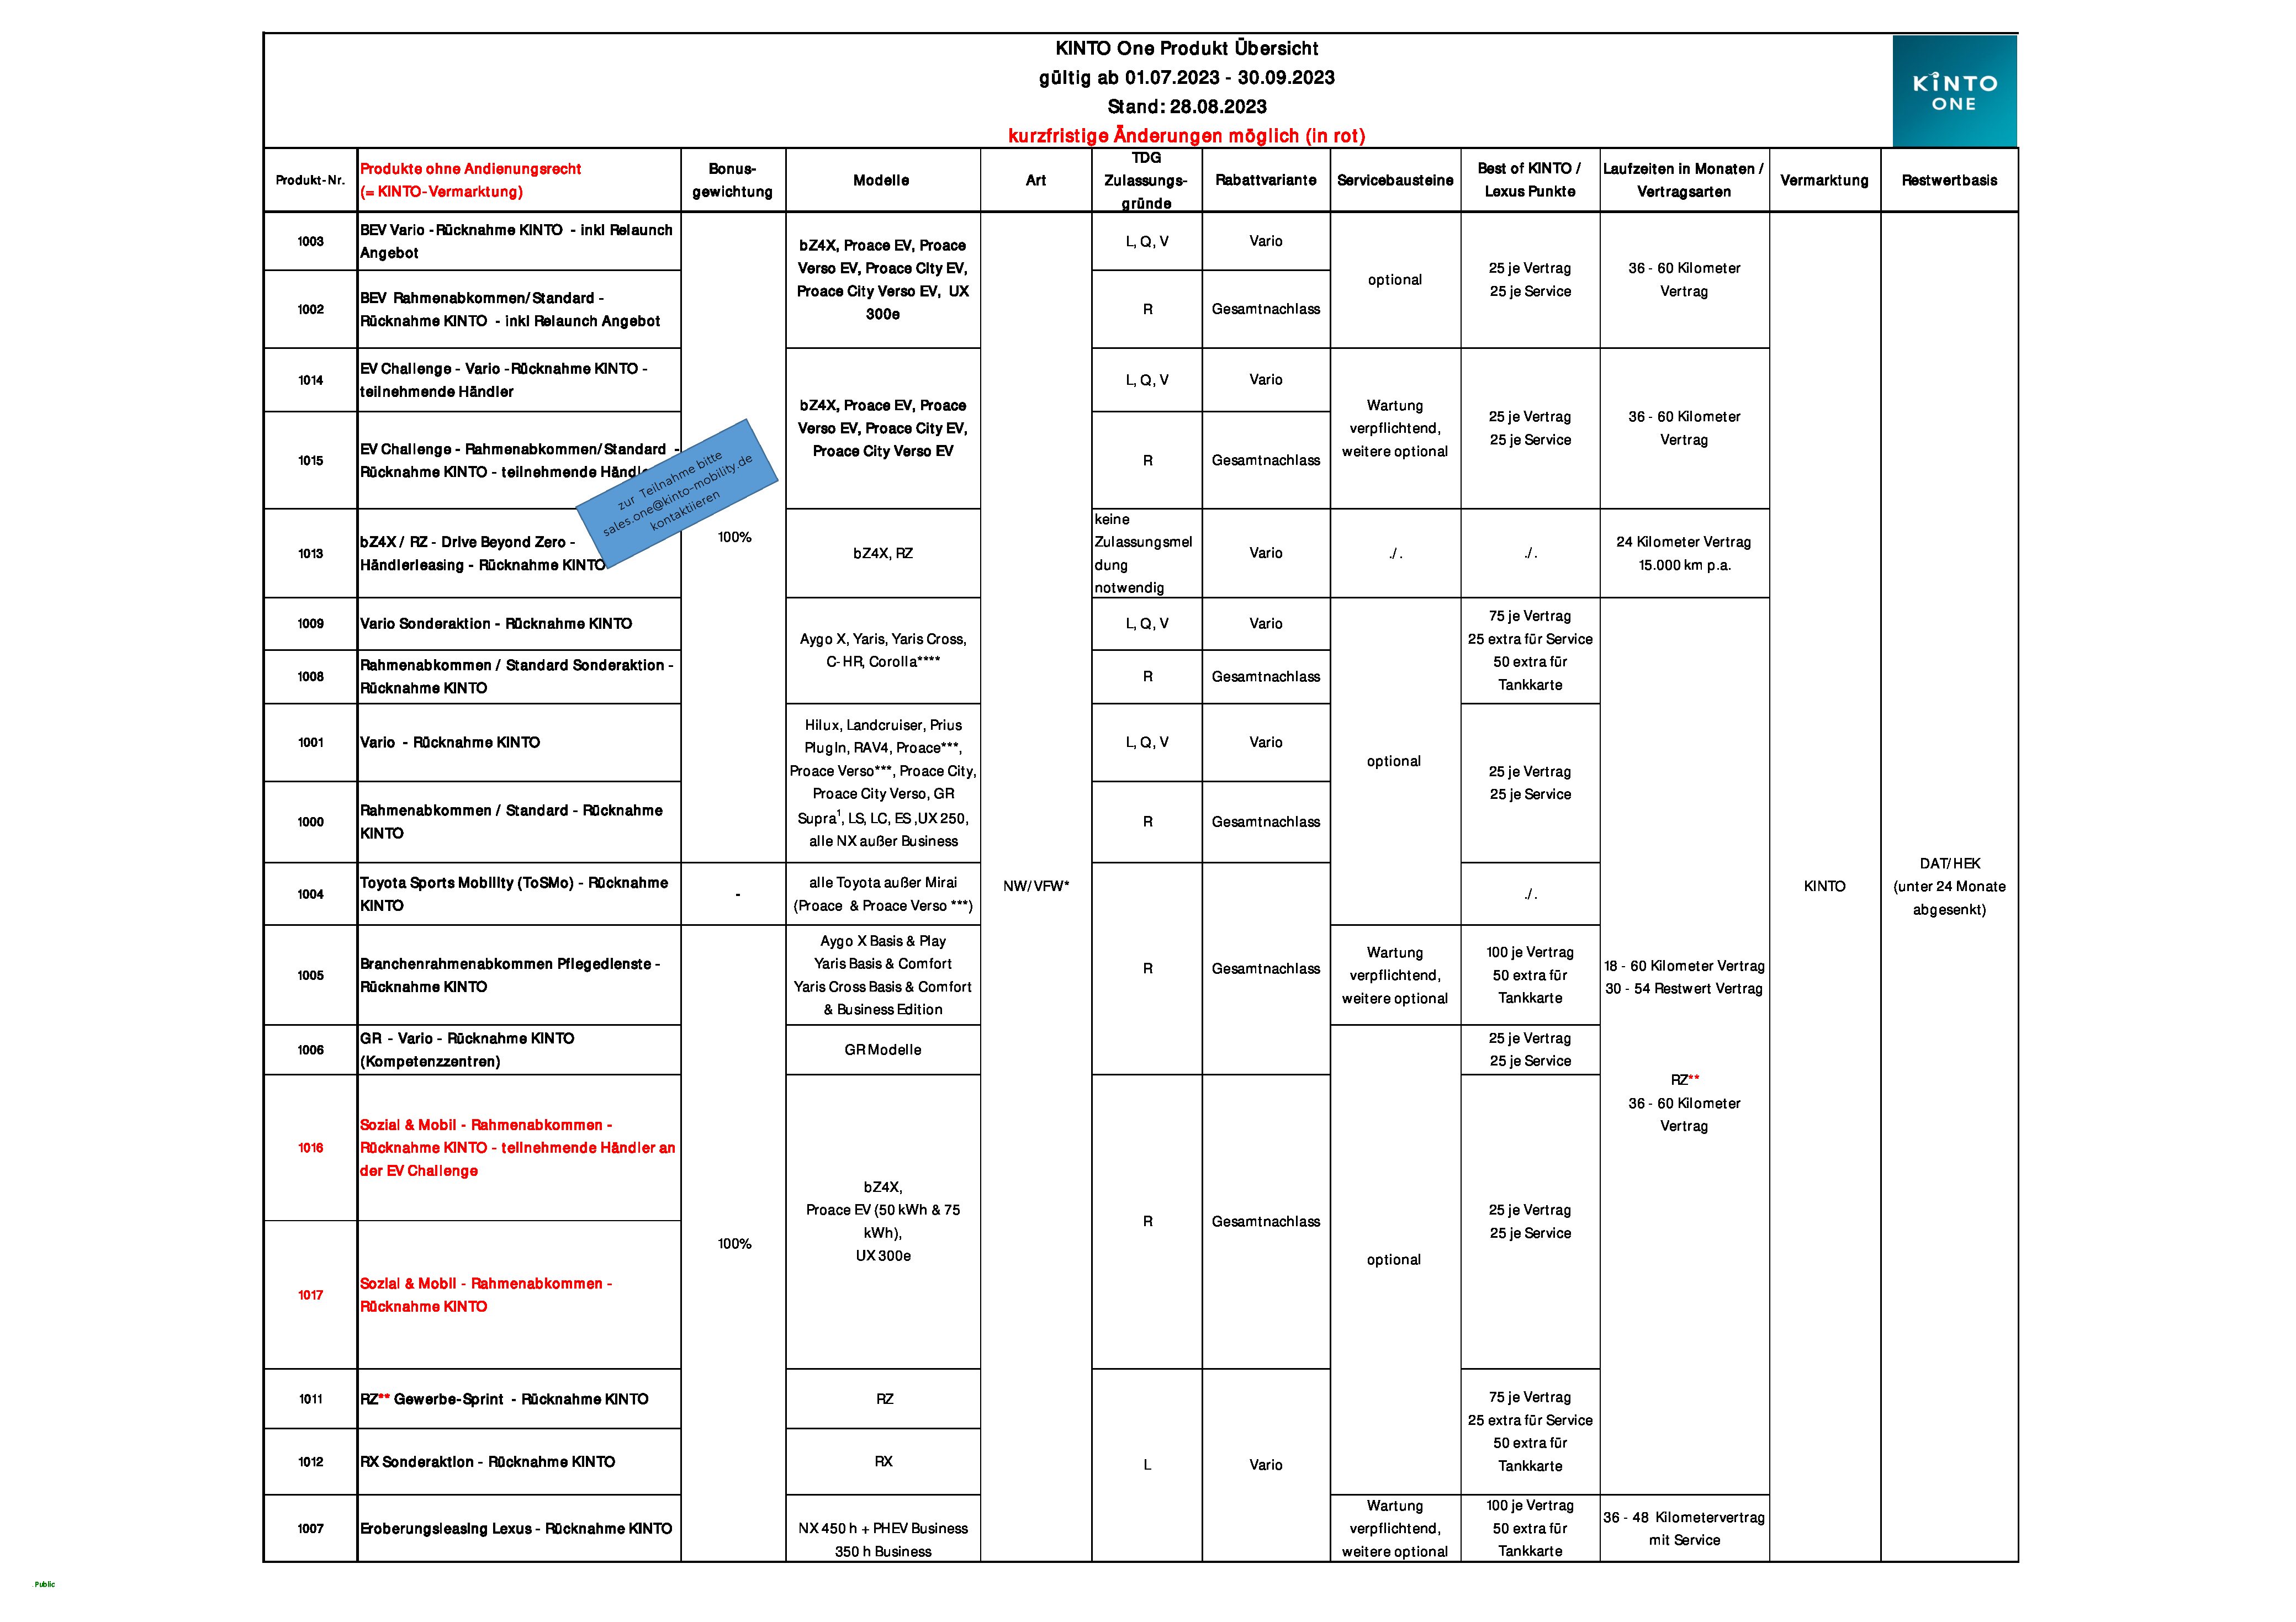 KINTO One Produkt Übersicht
gültig ab 01.07.2023 - 30.09.2023
Stand: 28.08.2023
kurzfristige Änderungen möglich (in rot)
KINTO
ONE
Produkt-Nr.
Produkte ohne Andienungsrecht
(= KINTO-Vermarktung)
Bonus-
gewichtung
Modelle
Art
TDG
Zulassungs-
gründe
Rabattvariante
Servicebausteine
Best of KINTO /
Lexus Punkte
Laufzeiten in Monaten /
Vertragsarten
Vermarktung
Restwertbasis
1003
BEV Vario -Rücknahme KINTO - inkl Relaunch
Angebot
bZ4X, Proace EV, Proace
Verso EV, Proace City EV,
Proace City Verso EV, UX
300e
L, Q, V
Vario
optional
25 je Vertrag
25 je Service
36 - 60 Kilometer
Vertrag
1002
BEV Rahmenabkommen/Standard -
Rücknahme KINTO - inkl Relaunch Angebot
R
Gesamtnachlass
1014
EV Challenge - Vario -Rücknahme KINTO -
teilnehmende Händler
bZ4X, Proace EV, Proace
Verso EV, Proace City EV,
Proace City Verso EV
L, Q, V
Vario
Wartung
verpflichtend,
weitere optional
25 je Vertrag
25 je Service
36 - 60 Kilometer
Vertrag
1015
EV Challenge - Rahmenabkommen/Standard -
Rücknahme KINTO - teilnehmende
R
Gesamtnachlass
zur Teilnahme bitte
sales.one@kinto-mobility.de
kontaktiieren
100%
1013
bZ4X / RZ - Drive Beyond Zero -
Händlerleasing - Rücknahme KINTO
bZ4X, RZ
keine
Zulassungsmel
dung
notwendig
Vario
./.
./.
24 Kilometer Vertrag
15.000 km p.a.
1009
Vario Sonderaktion - Rücknahme KINTO
Aygo X, Yaris, Yaris Cross,
C-HR, Corolla****
L, Q, V
Vario
75 je Vertrag
25 extra für Service
50 extra für
Tankkarte
1008
Rahmenabkommen / Standard Sonderaktion -
Rücknahme KINTO
R
Gesamtnachlass
1001
Vario - Rücknahme KINTO
Hilux, Landcruiser, Prius
PlugIn, RAV4, Proace***,
Proace Verso***, Proace City,
Proace City Verso, GR
Supra¹, LS, LC, ES ,UX 250,
alle NX außer Business
L, Q, V
Vario
optional
25 je Vertrag
25 je Service
1000
Rahmenabkommen / Standard - Rücknahme
KINTO
R
Gesamtnachlass
1004
Toyota Sports Mobility (ToSMo) - Rücknahme
KINTO
-
alle Toyota außer Mirai
(Proace & Proace Verso ***)
NW/VFW*
./.
KINTO
DAT/HEK
(unter 24 Monate
abgesenkt)
1005
Branchenrahmenabkommen Pflegedienste -
Rücknahme KINTO
Aygo X Basis & Play
Yaris Basis & Comfort
Yaris Cross Basis & Comfort
& Business Edition
R
Gesamtnachlass
Wartung
verpflichtend,
weitere optional
100 je Vertrag
50 extra für
Tankkarte
18 - 60 Kilometer Vertrag
30 - 54 Restwert Vertrag
1006
GR - Vario - Rücknahme KINTO
(Kompetenzzentren)
GR Modelle
25 je Vertrag
25 je Service
RZ**
36 - 60 Kilometer
Vertrag
1016
Sozial & Mobil - Rahmenabkommen -
Rücknahme KINTO - teilnehmende Händler an
der EV Challenge
bZ4X,
Proace EV (50 kWh & 75
kWh),
UX 300e
R
Gesamtnachlass
25 je Vertrag
25 je Service
100%
optional
1017
Sozial & Mobil - Rahmenabkommen -
Rücknahme KINTO
1011
RZ** Gewerbe-Sprint - Rücknahme KINTO
RZ
75 je Vertrag
25 extra für Service
50 extra für
Tankkarte
1012
RX Sonderaktion - Rücknahme KINTO
RX
L
Vario
1007
Eroberungsleasing Lexus - Rücknahme KINTO
NX 450 h + PHEV Business
350 h Business
Wartung
verpflichtend,
weitere optional
100 je Vertrag
50 extra für
Tankkarte
36 - 48 Kilometervertrag
mit Service
Public